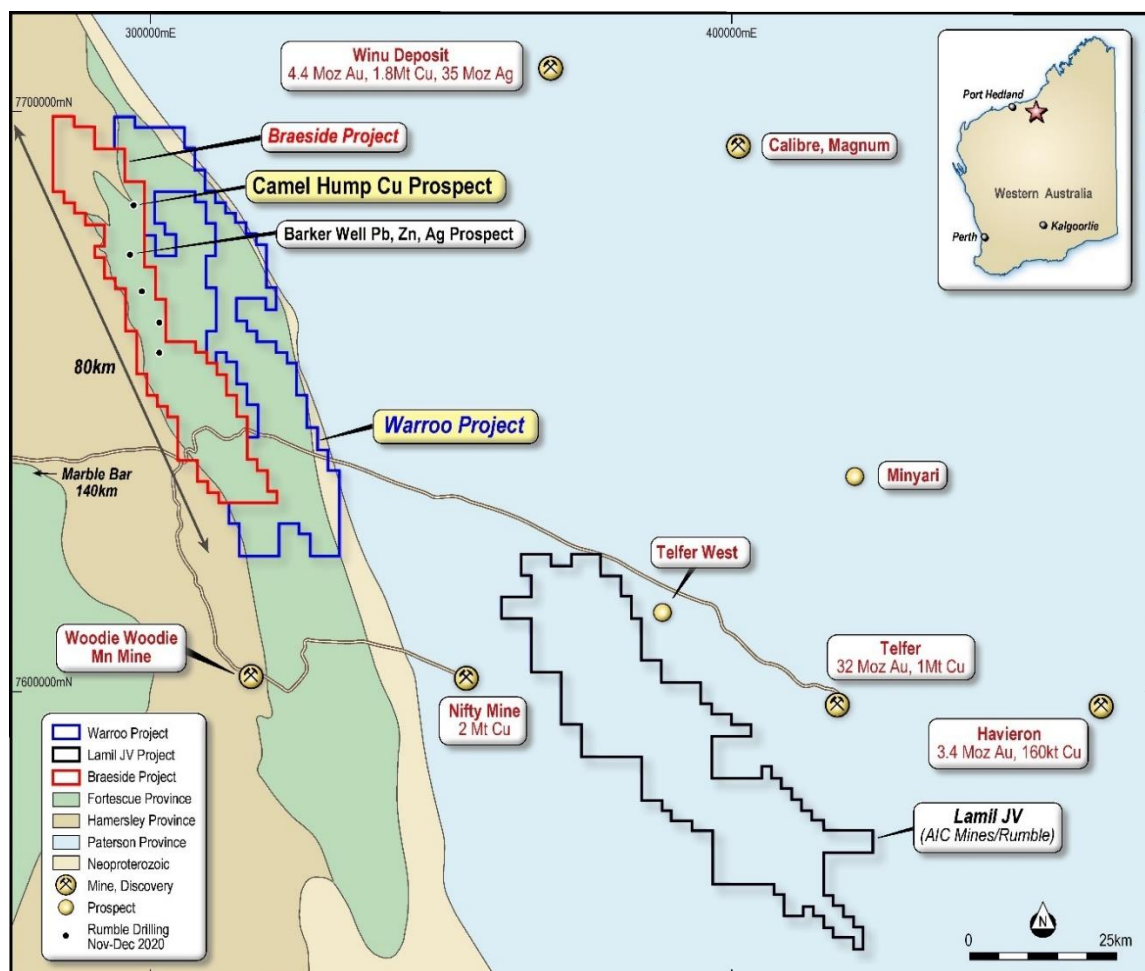 300000mE
400000mE
7700000mN
Winu Deposit
4.4 Moz Au, 1.8Mt Cu, 35 Moz Ag
Port Hedland
Western Australia
Perth
Kalgoorlie
Braeside Project
Calibre, Magnum
Camel Hump Cu Prospect
Barker Well Pb, Zn, Ag Prospect
80km
Warroo Project
Marble Bar
140km
Minyari
Telfer West
Woodie Woodie
Mn Mine
Telfer
32 Moz Au, 1Mt Cu
7600000mN
Nifty Mine
2 Mt Cu
Havieron
3.4 Moz Au, 160kt Cu
Warroo Project
Lamil JV Project
Braeside Project
Fortescue Province
Hamersley Province
Paterson Province
Neoproterozoic
Mine, Discovery
Prospect
Rumble Drilling
Nov-Dec 2020
Lamil JV
(AIC Mines/Rumble)
N
0 25km